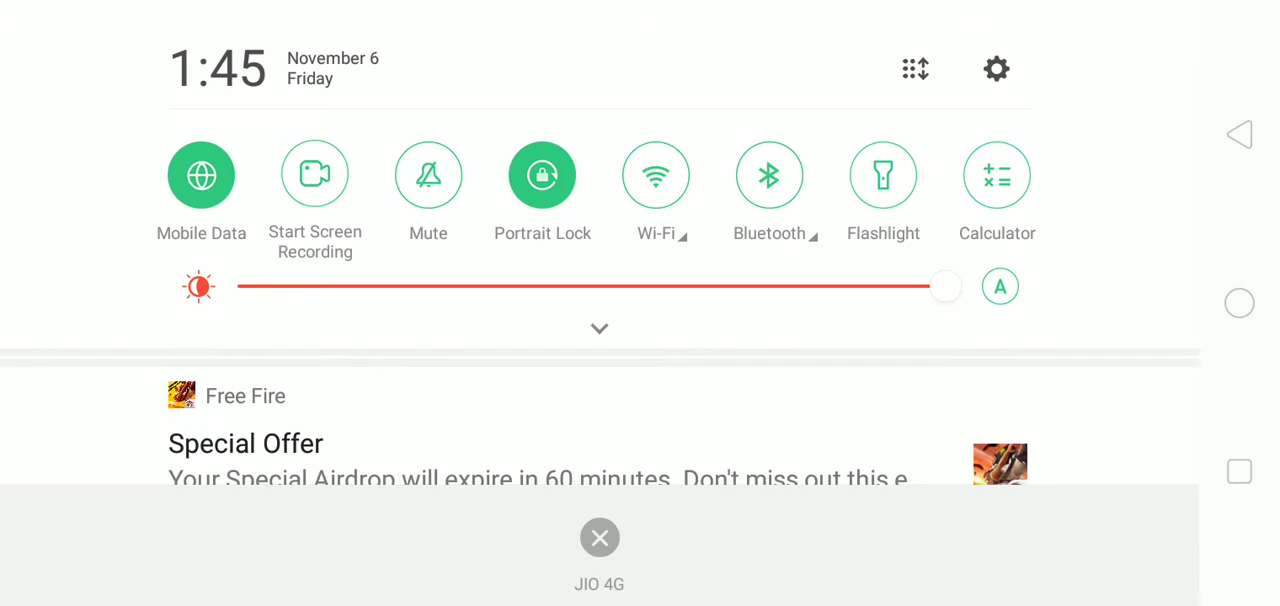 1:45
November 6
Friday
Mobile Data
Start Screen
Recording
Mute
Portrait Lock
Wi-Fi
Bluetooth
Flashlight
Calculator
A
Free Fire
Special Offer
Your Special Airdrop will expire in 60 minutes. Don't miss out this e
JIO 4G